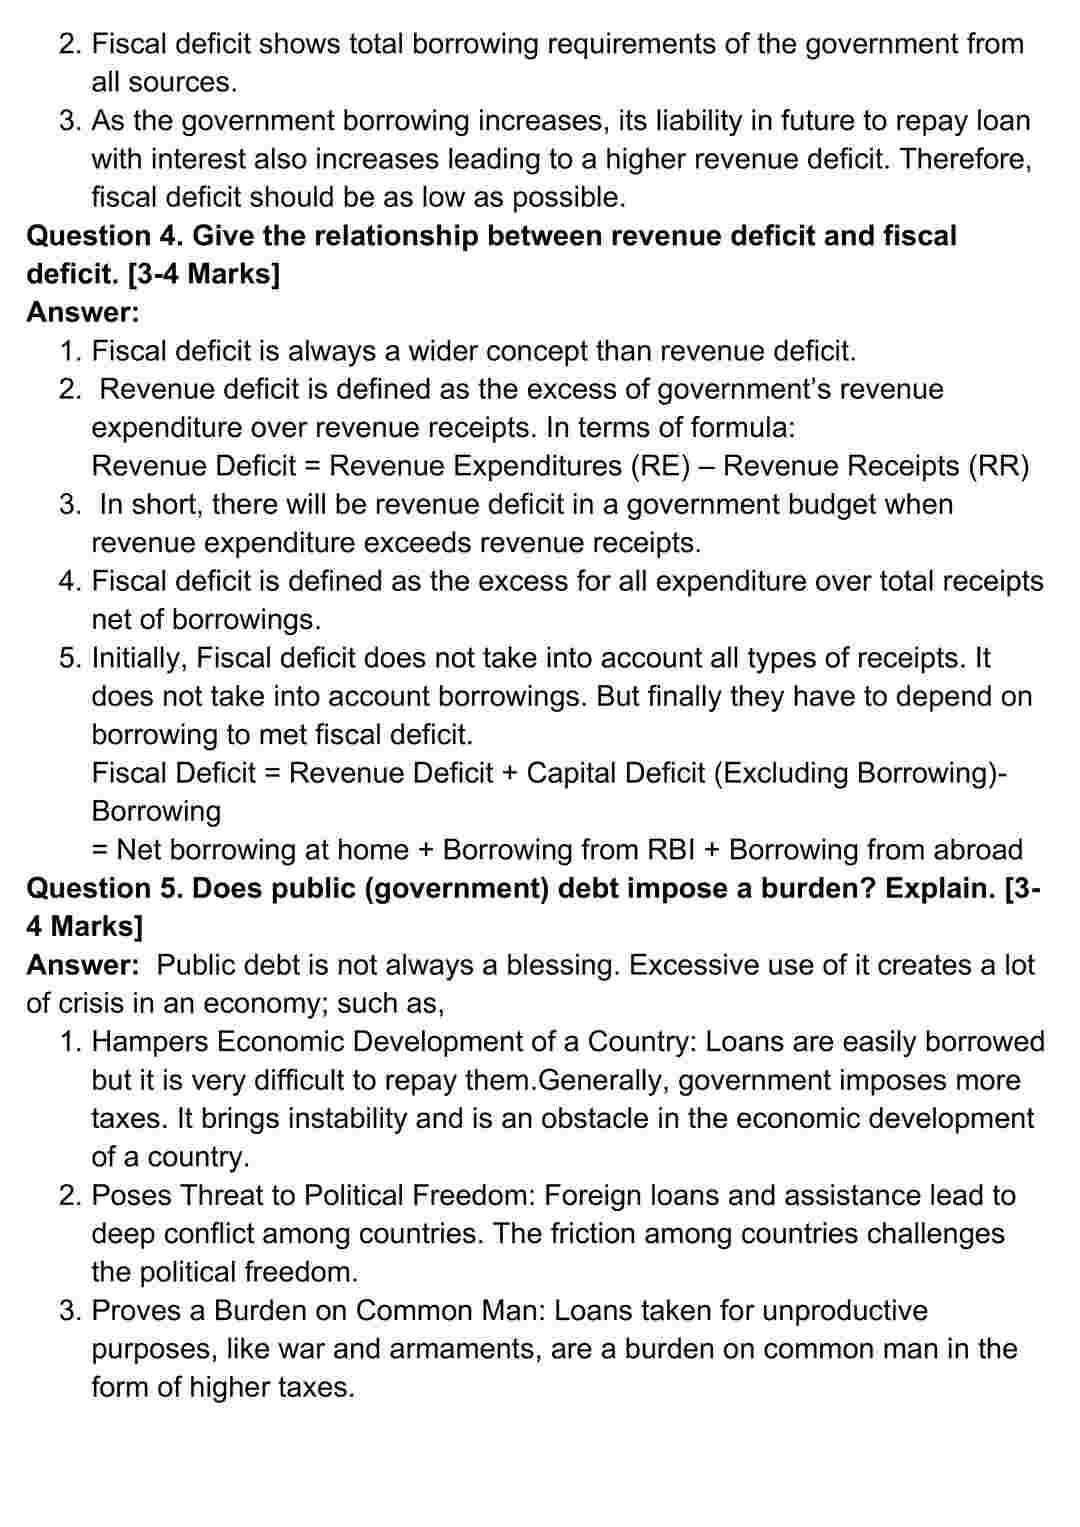 2. Fiscal deficit shows total borrowing requirements of the government from
all sources.
3. As the government borrowing increases, its liability in future to repay loan
with interest also increases leading to a higher revenue deficit. Therefore,
fiscal deficit should be as low as possible.
Question 4. Give the relationship between revenue deficit and fiscal
deficit. [3-4 Marks]
Answer:
1. Fiscal deficit is always a wider concept than revenue deficit.
2.  Revenue deficit is defined as the excess of government's revenue
expenditure over revenue receipts. In terms of formula:
Revenue Deficit = Revenue Expenditures (RE) – Revenue Receipts (RR)
3.  In short, there will be revenue deficit in a government budget when
revenue expenditure exceeds revenue receipts.
4. Fiscal deficit is defined as the excess for all expenditure over total receipts
net of borrowings.
5. Initially, Fiscal deficit does not take into account all types of receipts. It
does not take into account borrowings. But finally they have to depend on
borrowing to met fiscal deficit.
Fiscal Deficit = Revenue Deficit + Capital Deficit (Excluding Borrowing)-
Borrowing
= Net borrowing at home + Borrowing from RBI + Borrowing from abroad
Question 5. Does public (government) debt impose a burden? Explain. [3-
4 Marks]
Answer:  Public debt is not always a blessing. Excessive use of it creates a lot
of crisis in an economy; such as,
1. Hampers Economic Development of a Country: Loans are easily borrowed
but it is very difficult to repay them.Generally, government imposes more
taxes. It brings instability and is an obstacle in the economic development
of a country.
2. Poses Threat to Political Freedom: Foreign loans and assistance lead to
deep conflict among countries. The friction among countries challenges
the political freedom.
3. Proves a Burden on Common Man: Loans taken for unproductive
purposes, like war and armaments, are a burden on common man in the
form of higher taxes.